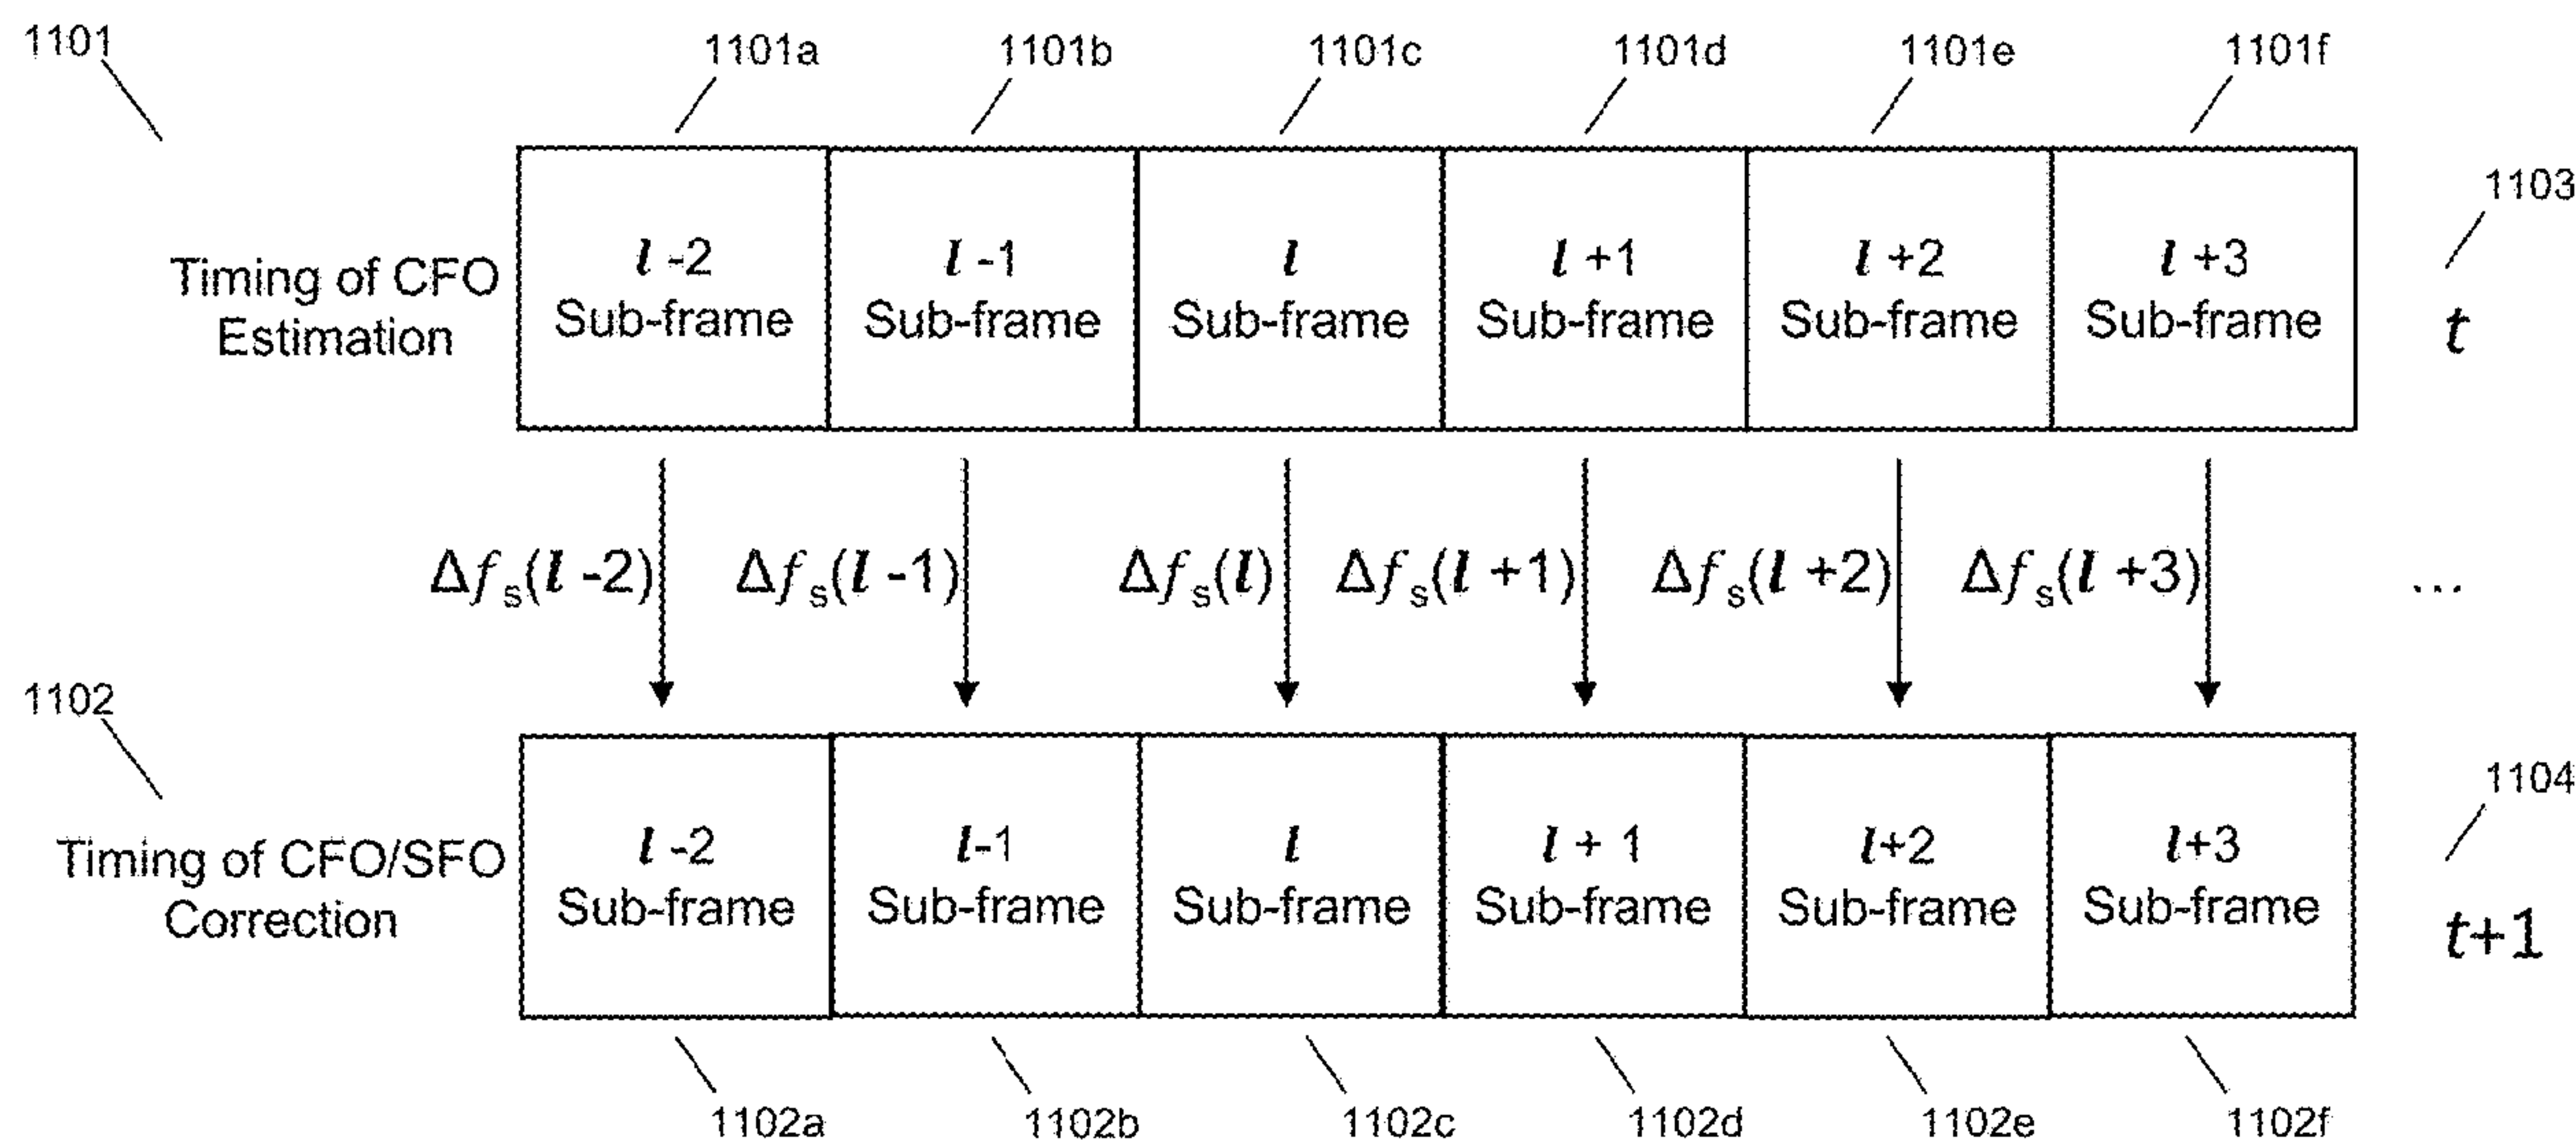 1101
1101a
1101b
1101c
1101d
1101e
1101f
1103
Timing of CFO
Estimation
l -2
Sub-frame
l -1
Sub-frame
l
Sub-frame
l +1
Sub-frame
l +2
Sub-frame
l +3
Sub-frame
t
Δfs(l -2)
Δfs(l -1)
Δfs(l)
Δfs(l +1)
Δfs(l +2)
Δfs(l +3)
...
1102
1104
Timing of CFO/SFO
Correction
l -2
Sub-frame
l-1
Sub-frame
l
Sub-frame
l + 1
Sub-frame
l+2
Sub-frame
l+3
Sub-frame
t+1
1102a
1102b
1102c
1102d
1102e
1102f